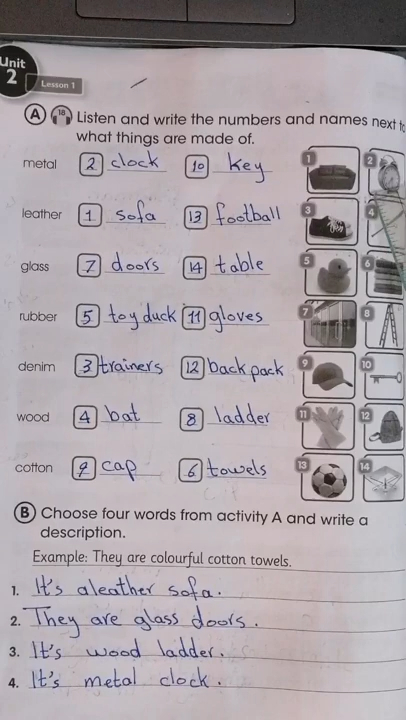 Unit
2
Lesson 1
A 18 Listen and write the numbers and names next to
what things are made of.
metal 2 clock 10 key
leather 1 sofa 13 football
glass 7 doors 14 table
rubber 5 toy duck 11 gloves
denim 3 trainers 12 back pack
wood 4 bat 8 ladder
cotton 9 cap 6 towels
1 2
3 4
5 6
7 8
9 10
11 12
13 14
B Choose four words from activity A and write a
description.
Example: They are colourful cotton towels.
1. It's aleather sofa.
2. They are glass doors.
3. It's wood ladder.
4. It's metal clock.